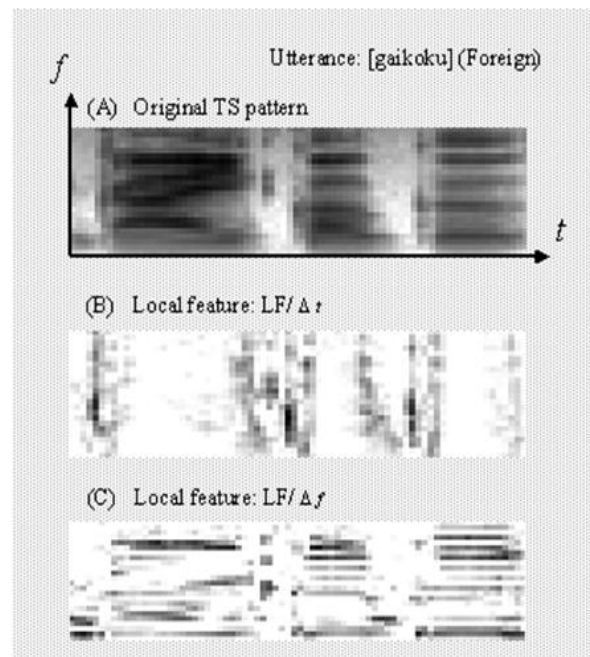 Utterance: [gaikoku] (Foreign)
f
(A) Original TS pattern
t
(B) Local feature: LF/Δt
(C) Local feature: LF/Δf